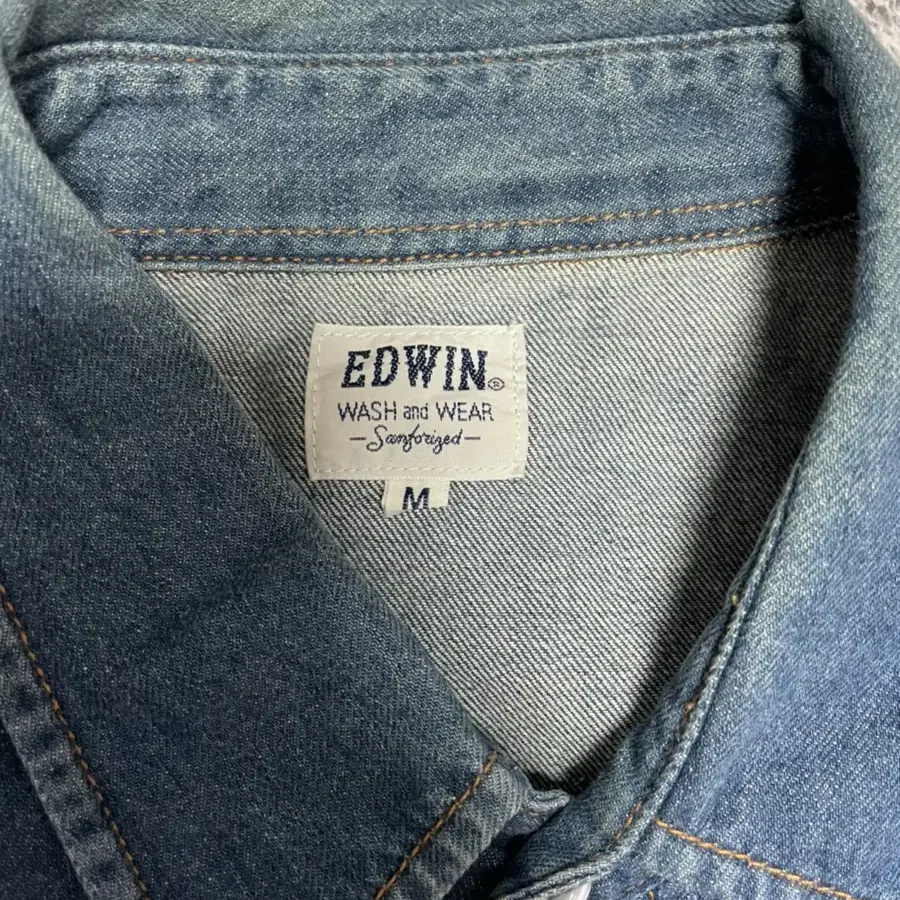 EDWIN®
WASH and WEAR
— Sanforized —
M